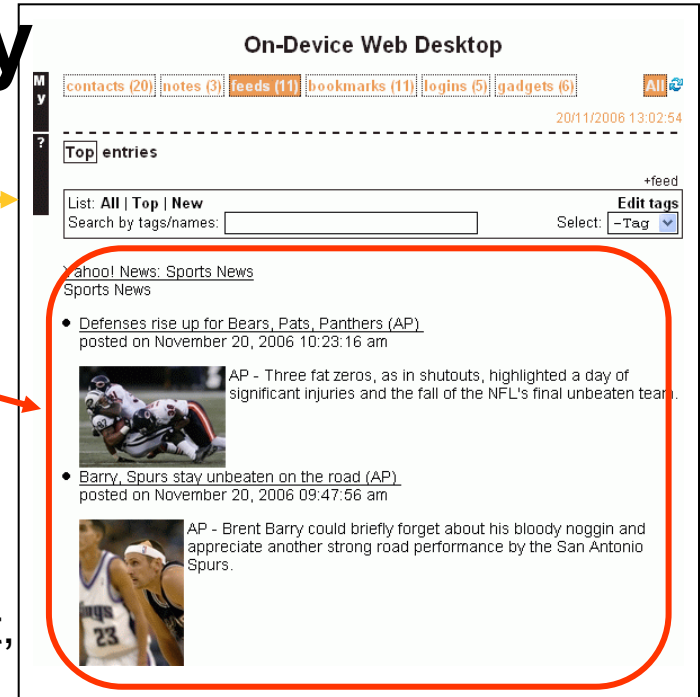 y
On-Device Web Desktop
My
?
contacts (20) notes (3) feeds (11) bookmarks (11) logins (5) gadgets (6) All
20/11/2006 13:02:54
Top entries
+feed
List: All | Top | New Edit tags
Search by tags/names: Select: -Tag
Yahoo! News: Sports News
Sports News
Defenses rise up for Bears, Pats, Panthers (AP)
posted on November 20, 2006 10:23:16 am
AP - Three fat zeros, as in shutouts, highlighted a day of
significant injuries and the fall of the NFL's final unbeaten team.
Barry, Spurs stay unbeaten on the road (AP)
posted on November 20, 2006 09:47:56 am
AP - Brent Barry could briefly forget about his bloody noggin and
appreciate another strong road performance by the San Antonio
Spurs.
23